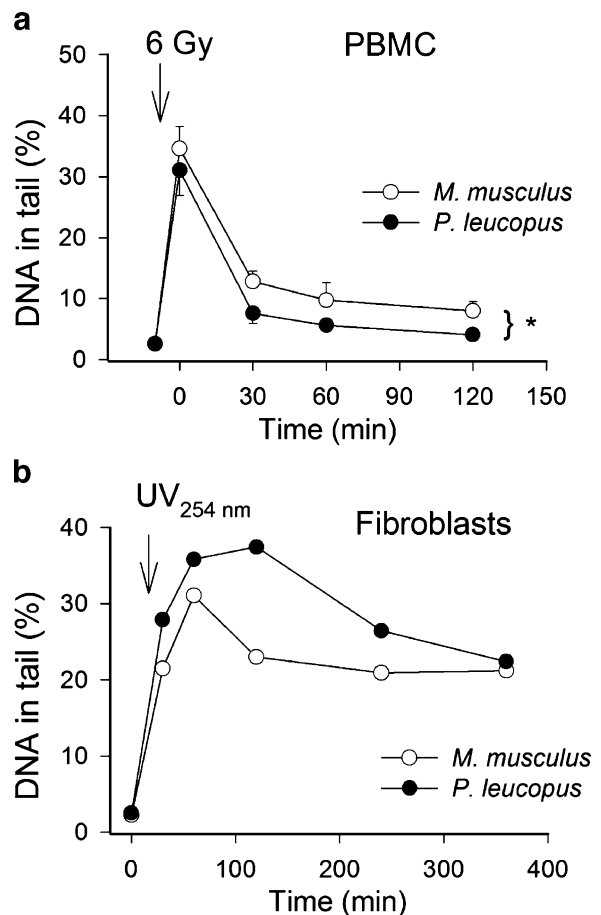 a
6 Gy
PBMC
50
40
30
20
10
0
DNA in tail (%)
M. musculus
P. leucopus
} *
0 30 60 90 120 150
Time (min)
b
UV254 nm
Fibroblasts
40
30
20
10
0
DNA in tail (%)
M. musculus
P. leucopus
0 100 200 300 400
Time (min)